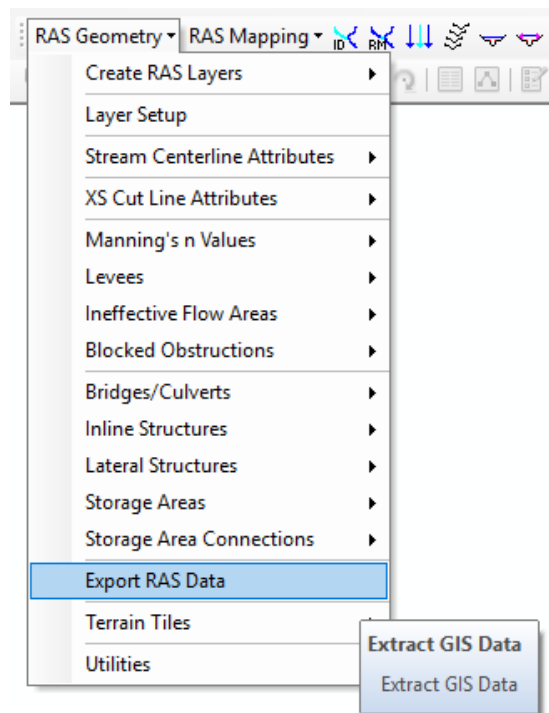 RAS Geometry RAS Mapping ID RM
Create RAS Layers
Layer Setup
Stream Centerline Attributes
XS Cut Line Attributes
Manning's n Values
Levees
Ineffective Flow Areas
Blocked Obstructions
Bridges/Culverts
Inline Structures
Lateral Structures
Storage Areas
Storage Area Connections
Export RAS Data
Terrain Tiles
Extract GIS Data
Utilities
Extract GIS Data